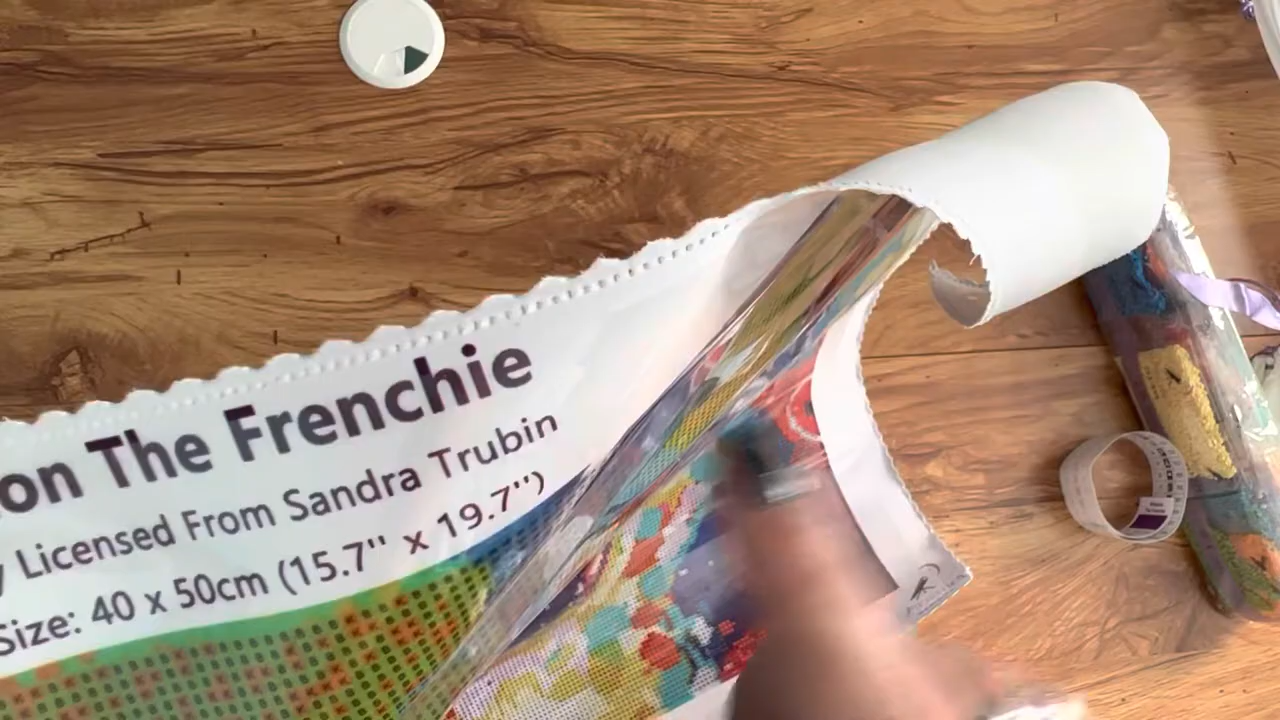 on The Frenchie
Licensed From Sandra Trubin
Size: 40 x 50cm (15.7'' x 19.7'')